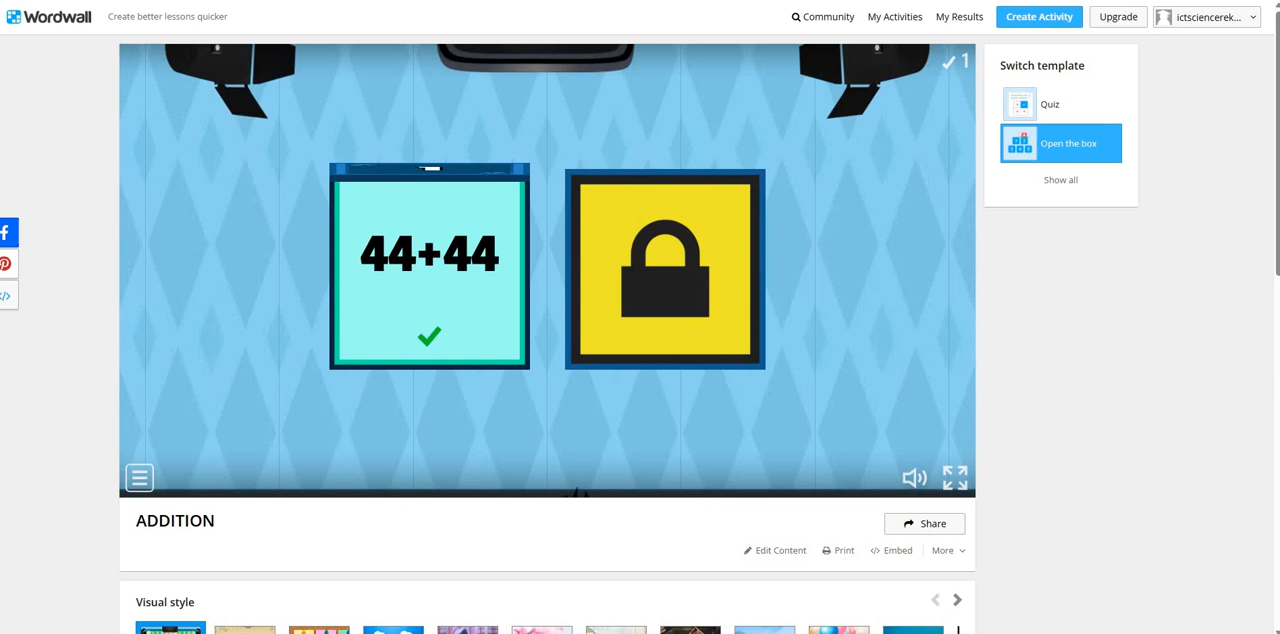 Wordwall
Create better lessons quicker
Community
My Activities
My Results
Create Activity
Upgrade
ictsciencerek...
1
Switch template
Quiz
Open the box
Show all
44+44
ADDITION
Share
Edit Content
Print
Embed
More
Visual style